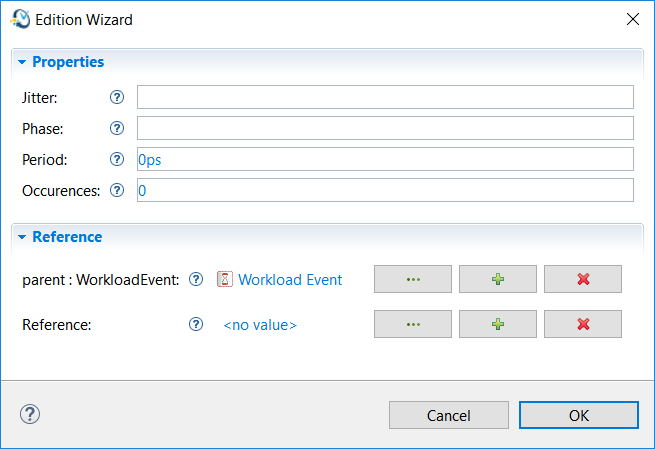 Edition Wizard
Properties
Jitter:
Phase:
Period: 0ps
Occurences: 0
Reference
parent : WorkloadEvent: Workload Event
Reference: <no value>
Cancel OK